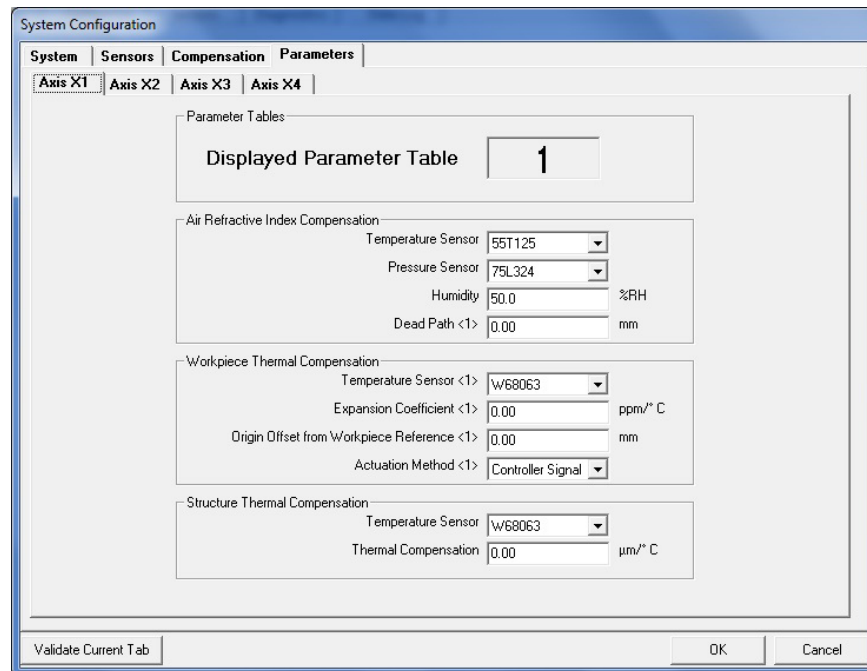 System Configuration
System Sensors Compensation Parameters
Axis X1 Axis X2 Axis X3 Axis X4
Parameter Tables
Displayed Parameter Table 1
Air Refractive Index Compensation
Temperature Sensor 55T125
Pressure Sensor 75L324
Humidity 50.0 %RH
Dead Path <1> 0.00 mm
Workpiece Thermal Compensation
Temperature Sensor <1> W68063
Expansion Coefficient <1> 0.00 ppm/° C
Origin Offset from Workpiece Reference <1> 0.00 mm
Actuation Method <1> Controller Signal
Structure Thermal Compensation
Temperature Sensor W68063
Thermal Compensation 0.00 µm/° C
Validate Current Tab OK Cancel